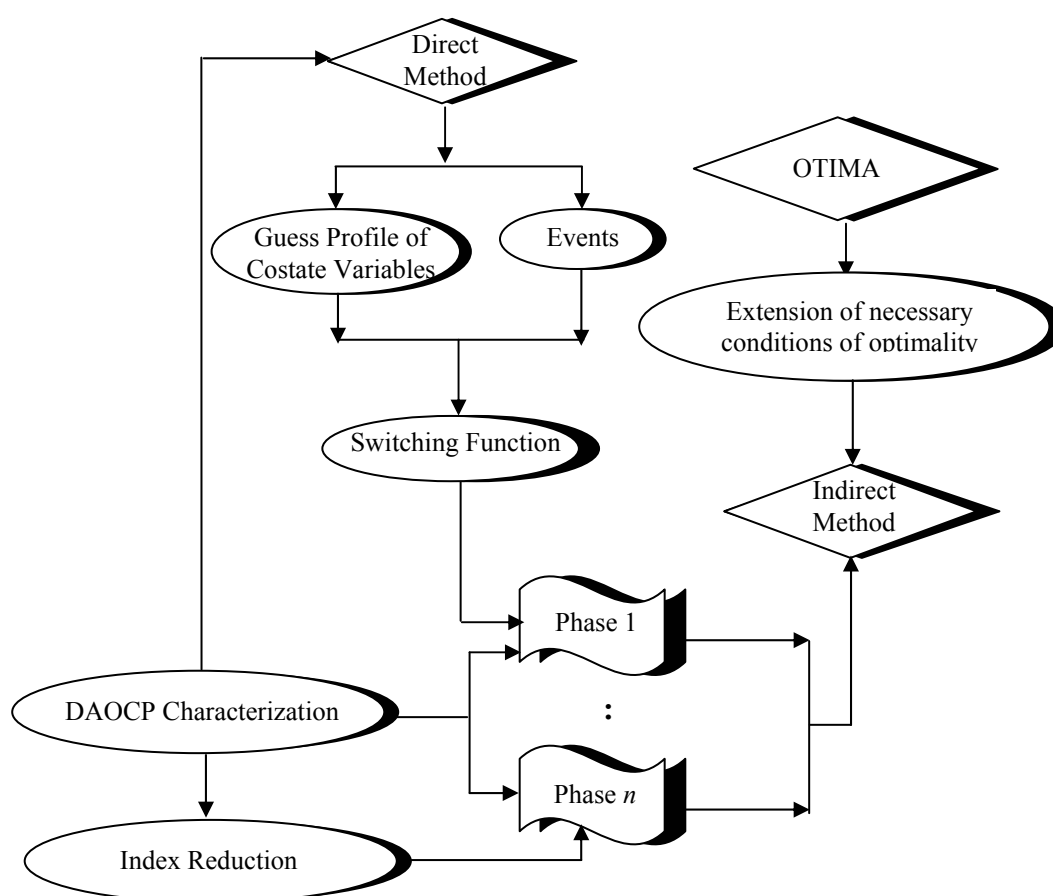 Direct
Method
OTIMA
Guess Profile of
Costate Variables
Events
Extension of necessary
conditions of optimality
Switching Function
Indirect
Method
Phase 1
DAOCP Characterization
:
Phase n
Index Reduction